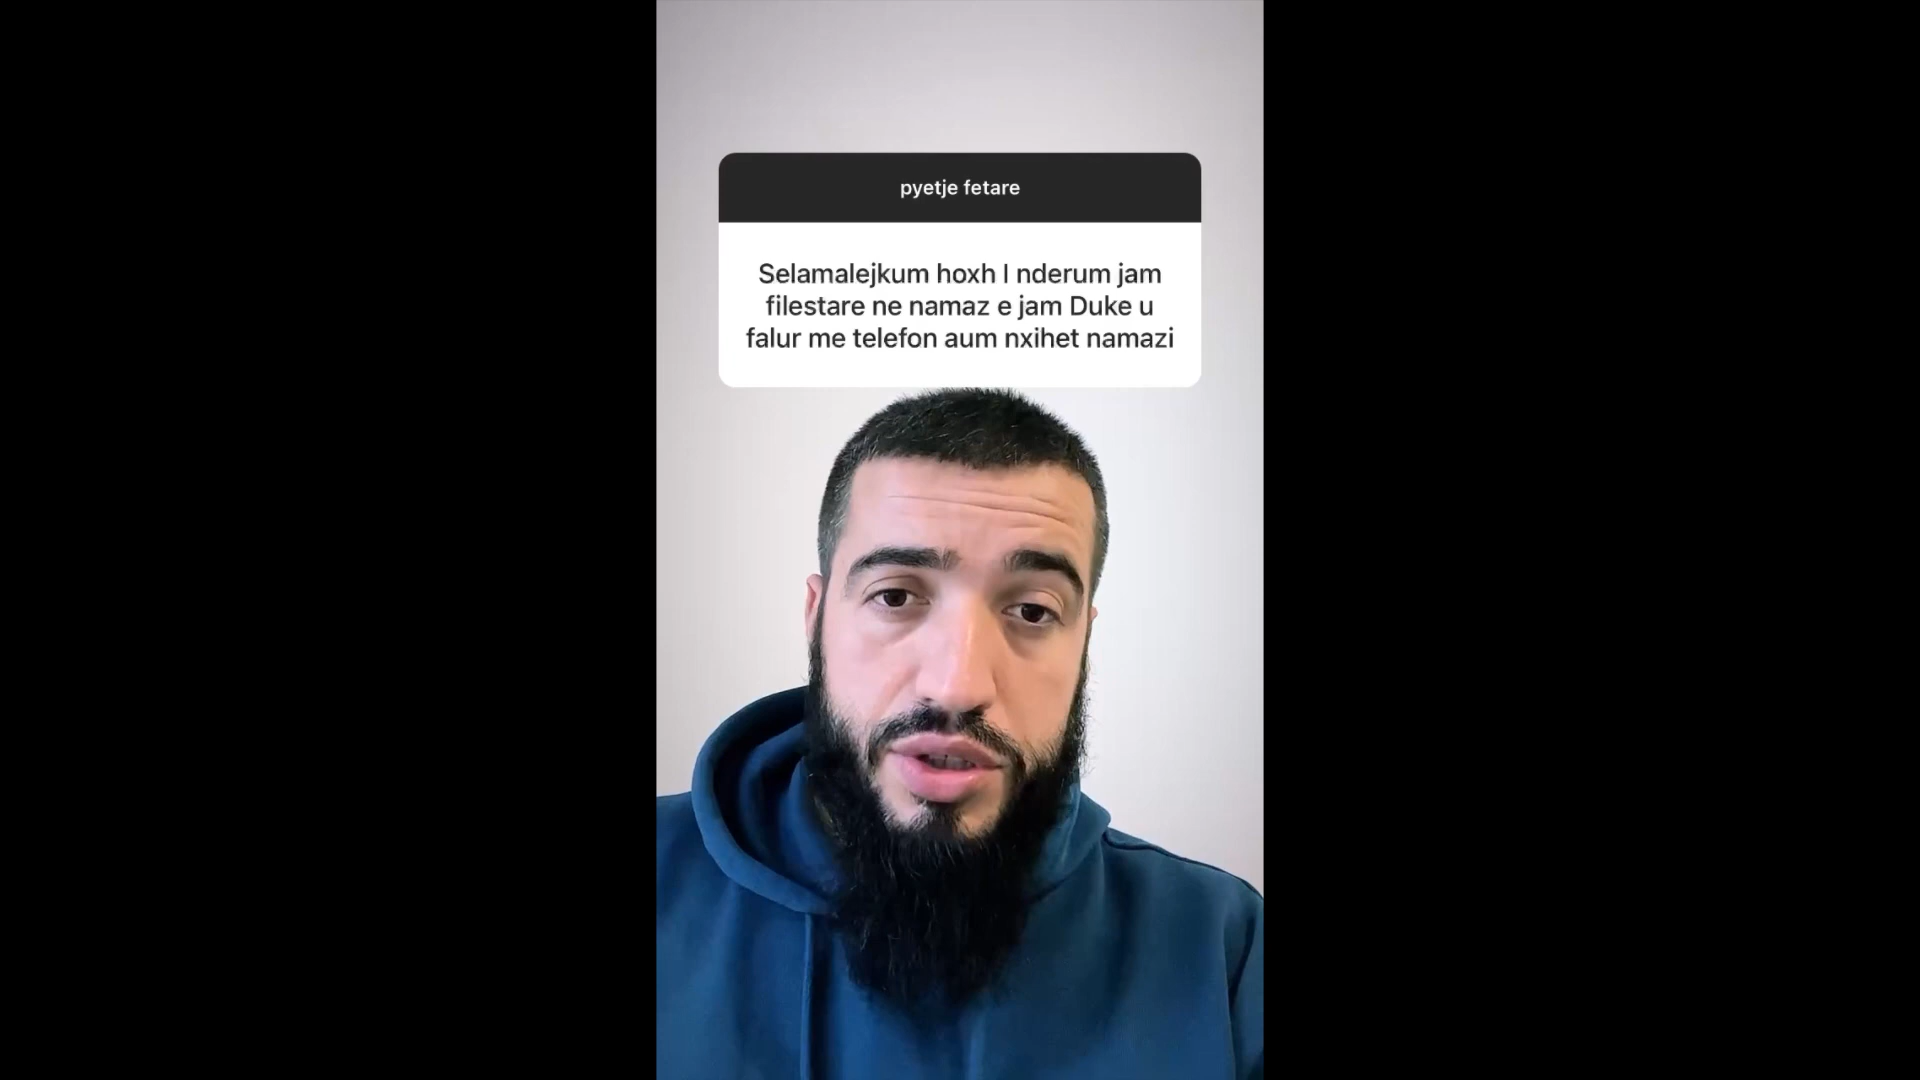 pyetje fetare
Selamalejkum hoxh I nderum jam
filestare ne namaz e jam Duke u
falur me telefon aum nxihet namazi